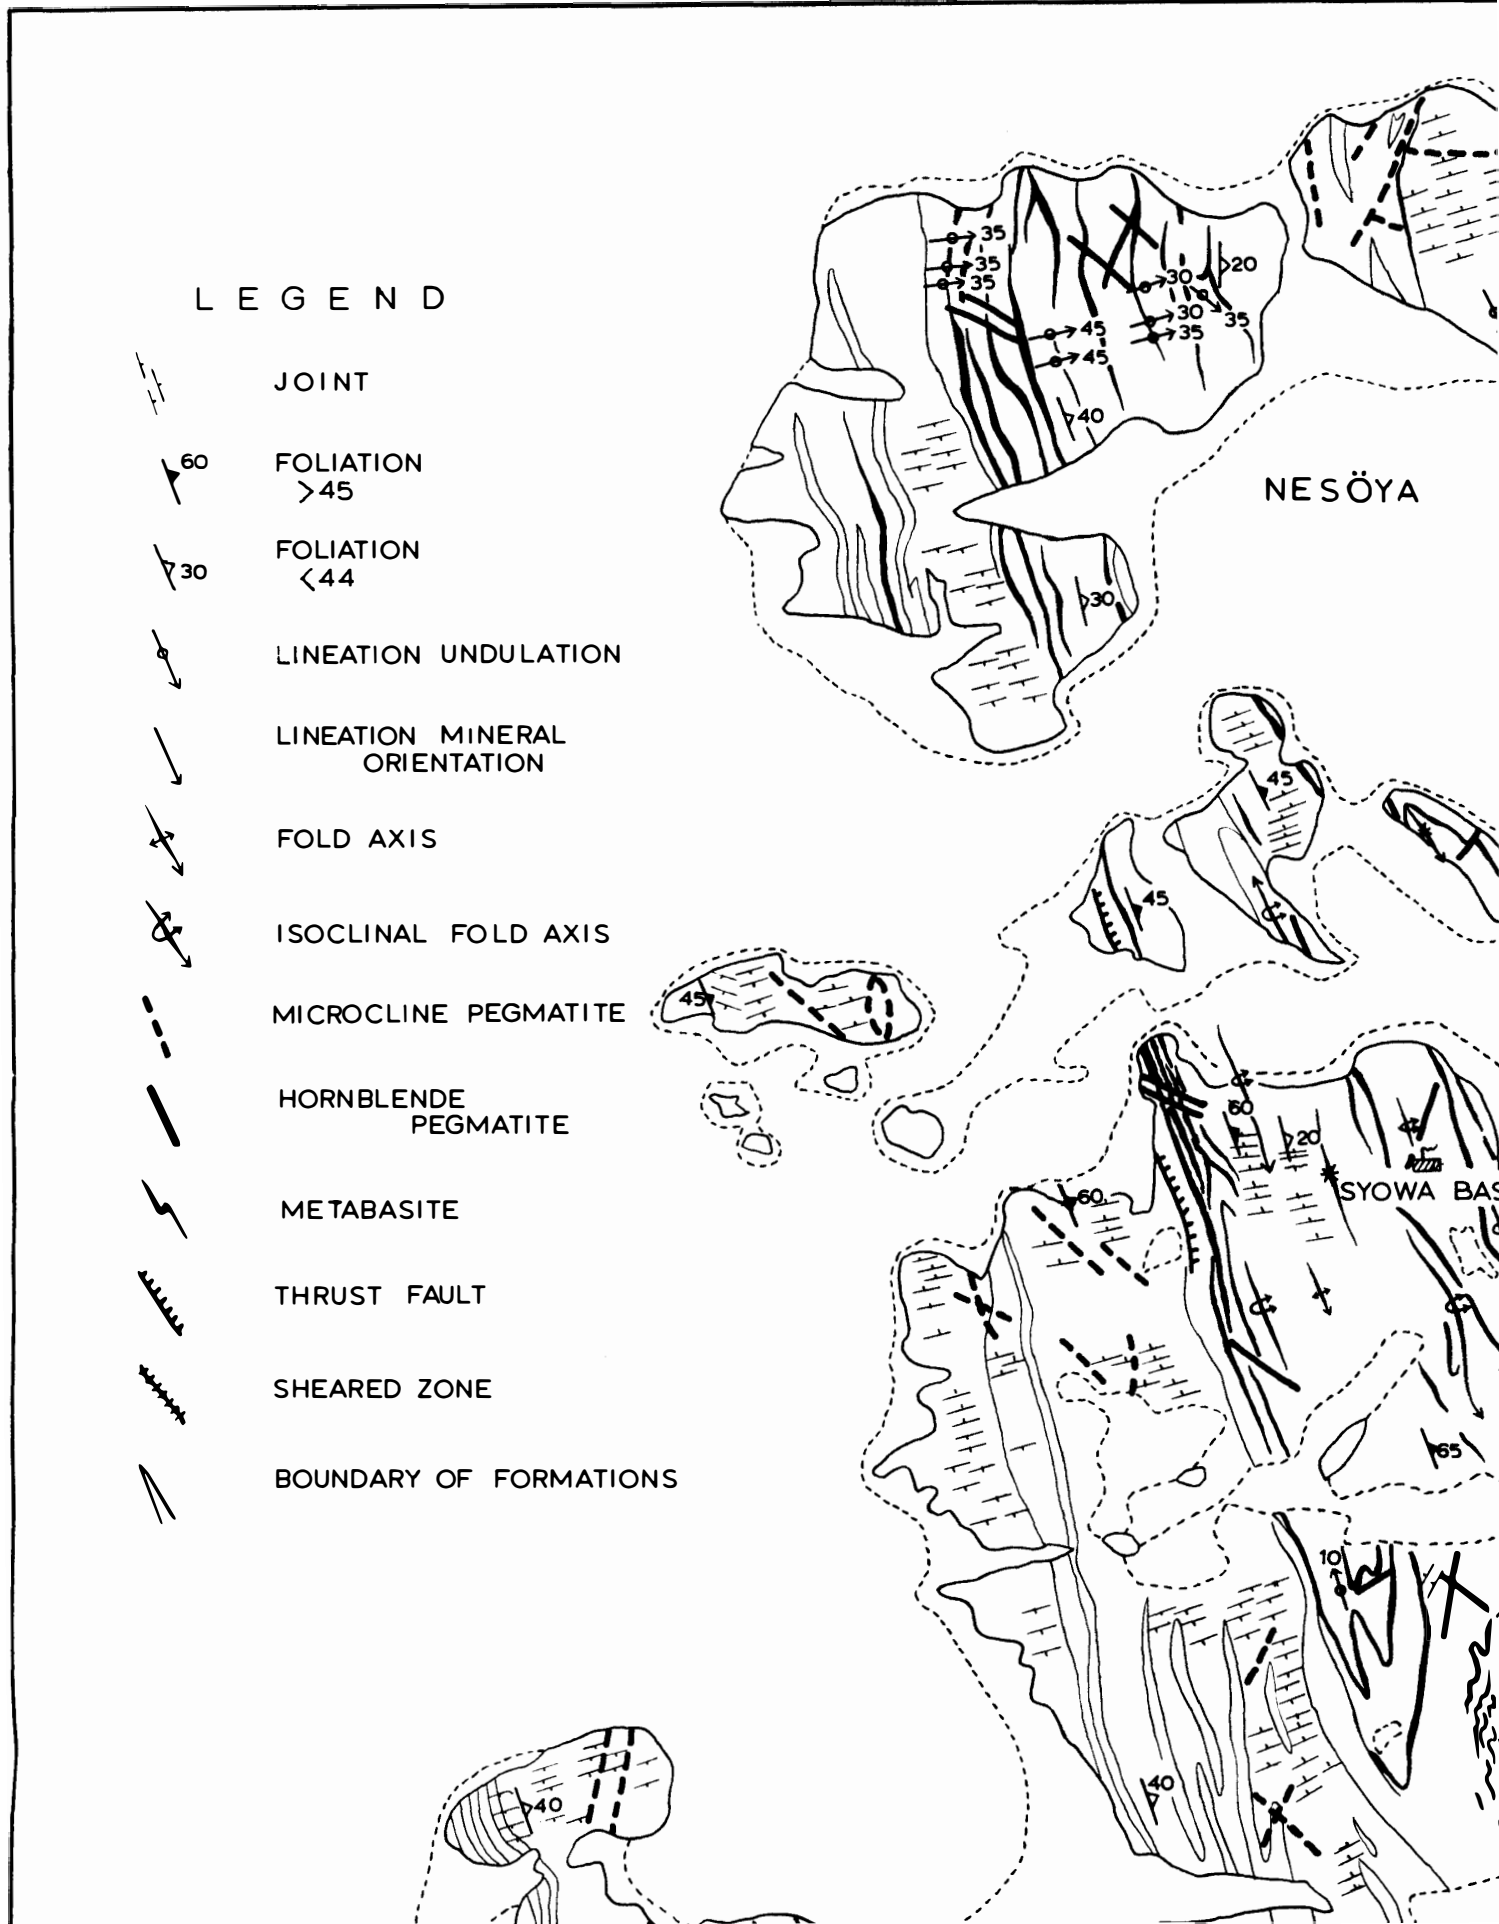 LEGEND
JOINT
60
FOLIATION
>45
FOLIATION
<44
30
LINEATION UNDULATION
LINEATION MINERAL
ORIENTATION
FOLD AXIS
ISOCLINAL FOLD AXIS
MICROCLINE PEGMATITE
HORNBLENDE
PEGMATITE
METABASITE
THRUST FAULT
SHEARED ZONE
BOUNDARY OF FORMATIONS
35
35
35
20
30
30
35
35
45
45
40
NESÖYA
30
45
45
45
60
20
SYOWA BAS
60
65
10
40
40